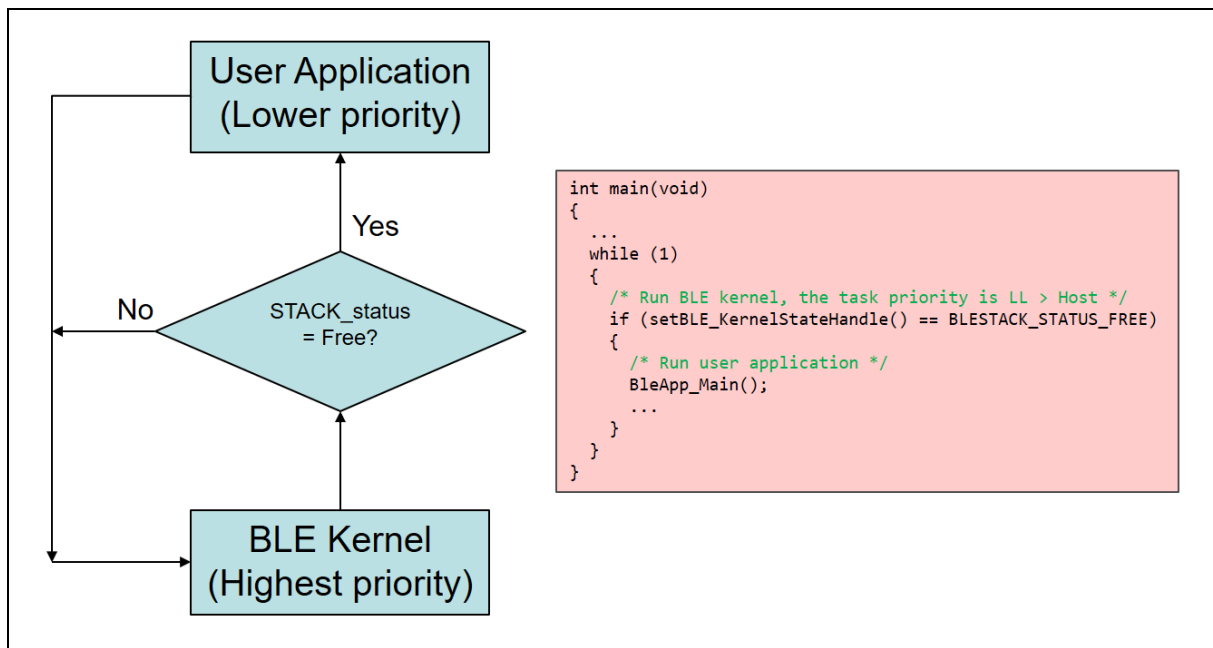 User Application
(Lower priority)
Yes
No
STACK_status
= Free?
BLE Kernel
(Highest priority)
int main(void)
{
  ...
  while (1)
  {
    /* Run BLE kernel, the task priority is LL > Host */
    if (setBLE_KernelStateHandle() == BLESTACK_STATUS_FREE)
    {
      /* Run user application */
      BleApp_Main();
      ...
    }
  }
}